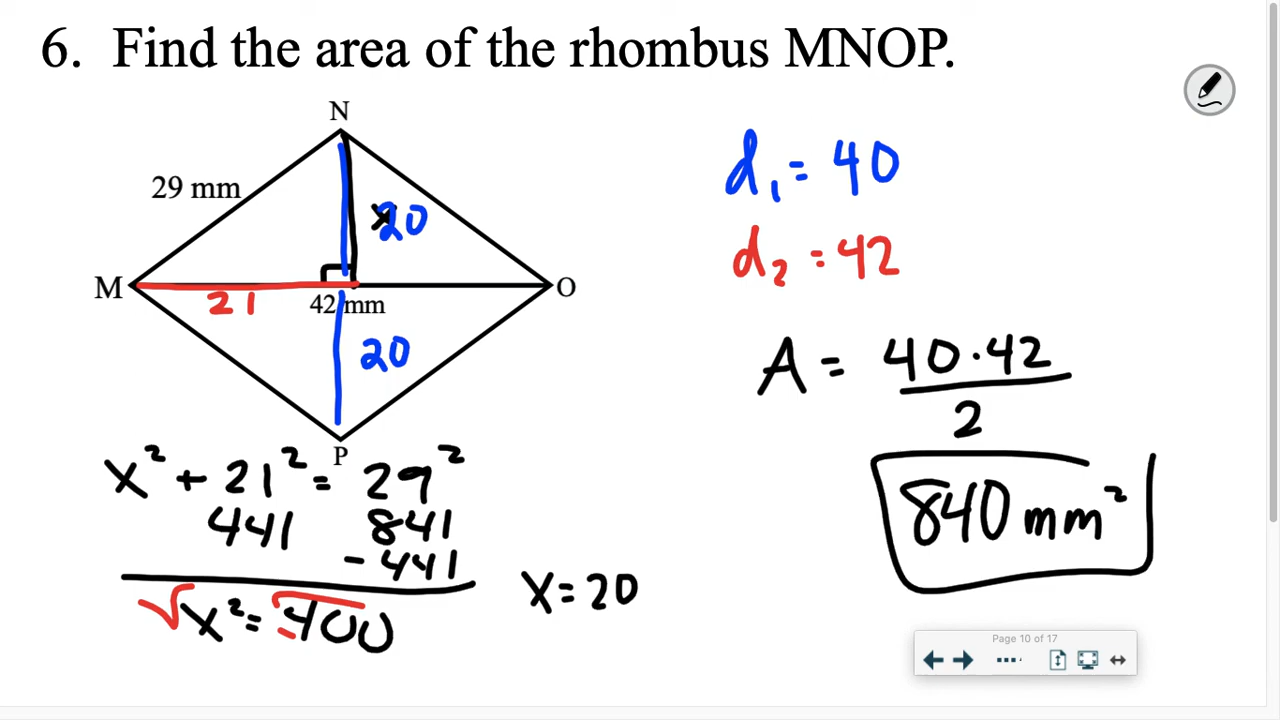 6. Find the area of the rhombus MNOP.
N
29 mm
20
M
21
42 mm
O
20
P
d₁ = 40
d₂ = 42
A = 40 · 42
2
840 mm²
x² + 21² = 29²
441 841
- 441
√x² = √400
x = 20
Page 10 of 17